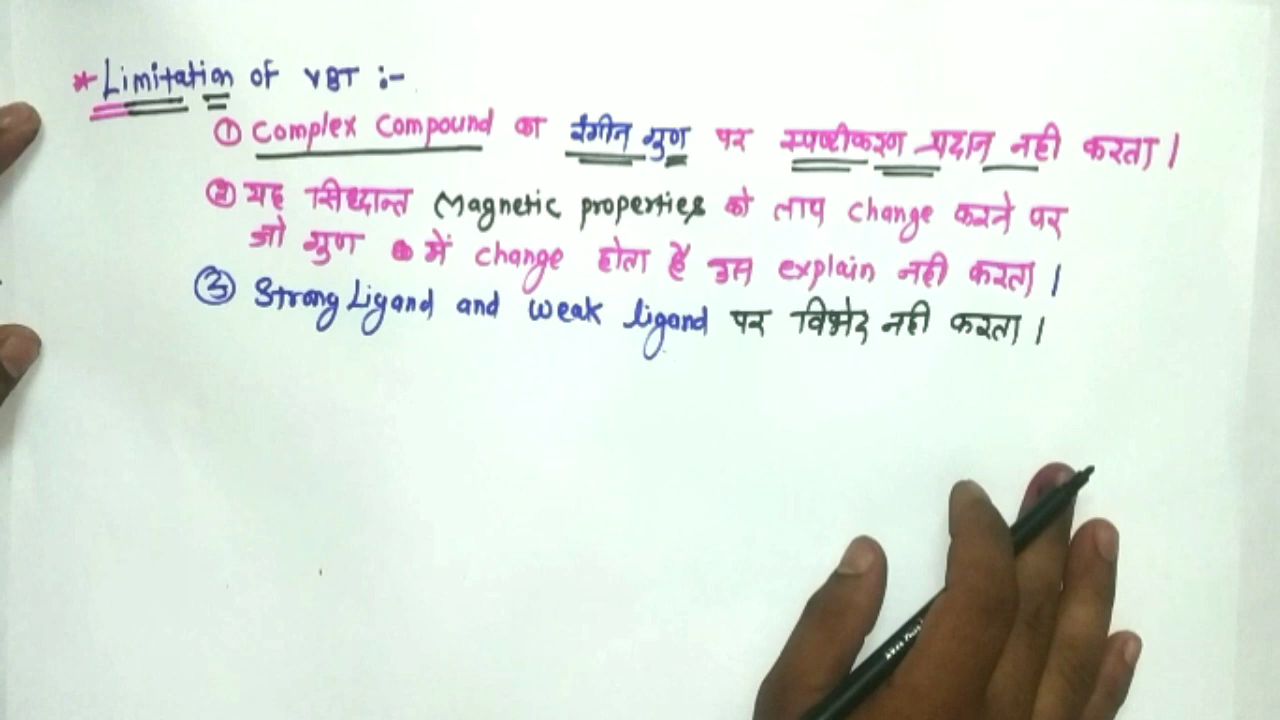 * Limitation of VBT :-
① Complex Compound का रंगीन गुण पर स्पष्टीकरण प्रदान नही करता।
② यह सिध्दान्त Magnetic properties को ताप change करने पर
जो गुण में change होता है उस explain नही करता।
③ Strong Ligand and weak ligand पर विभेद नही करता।